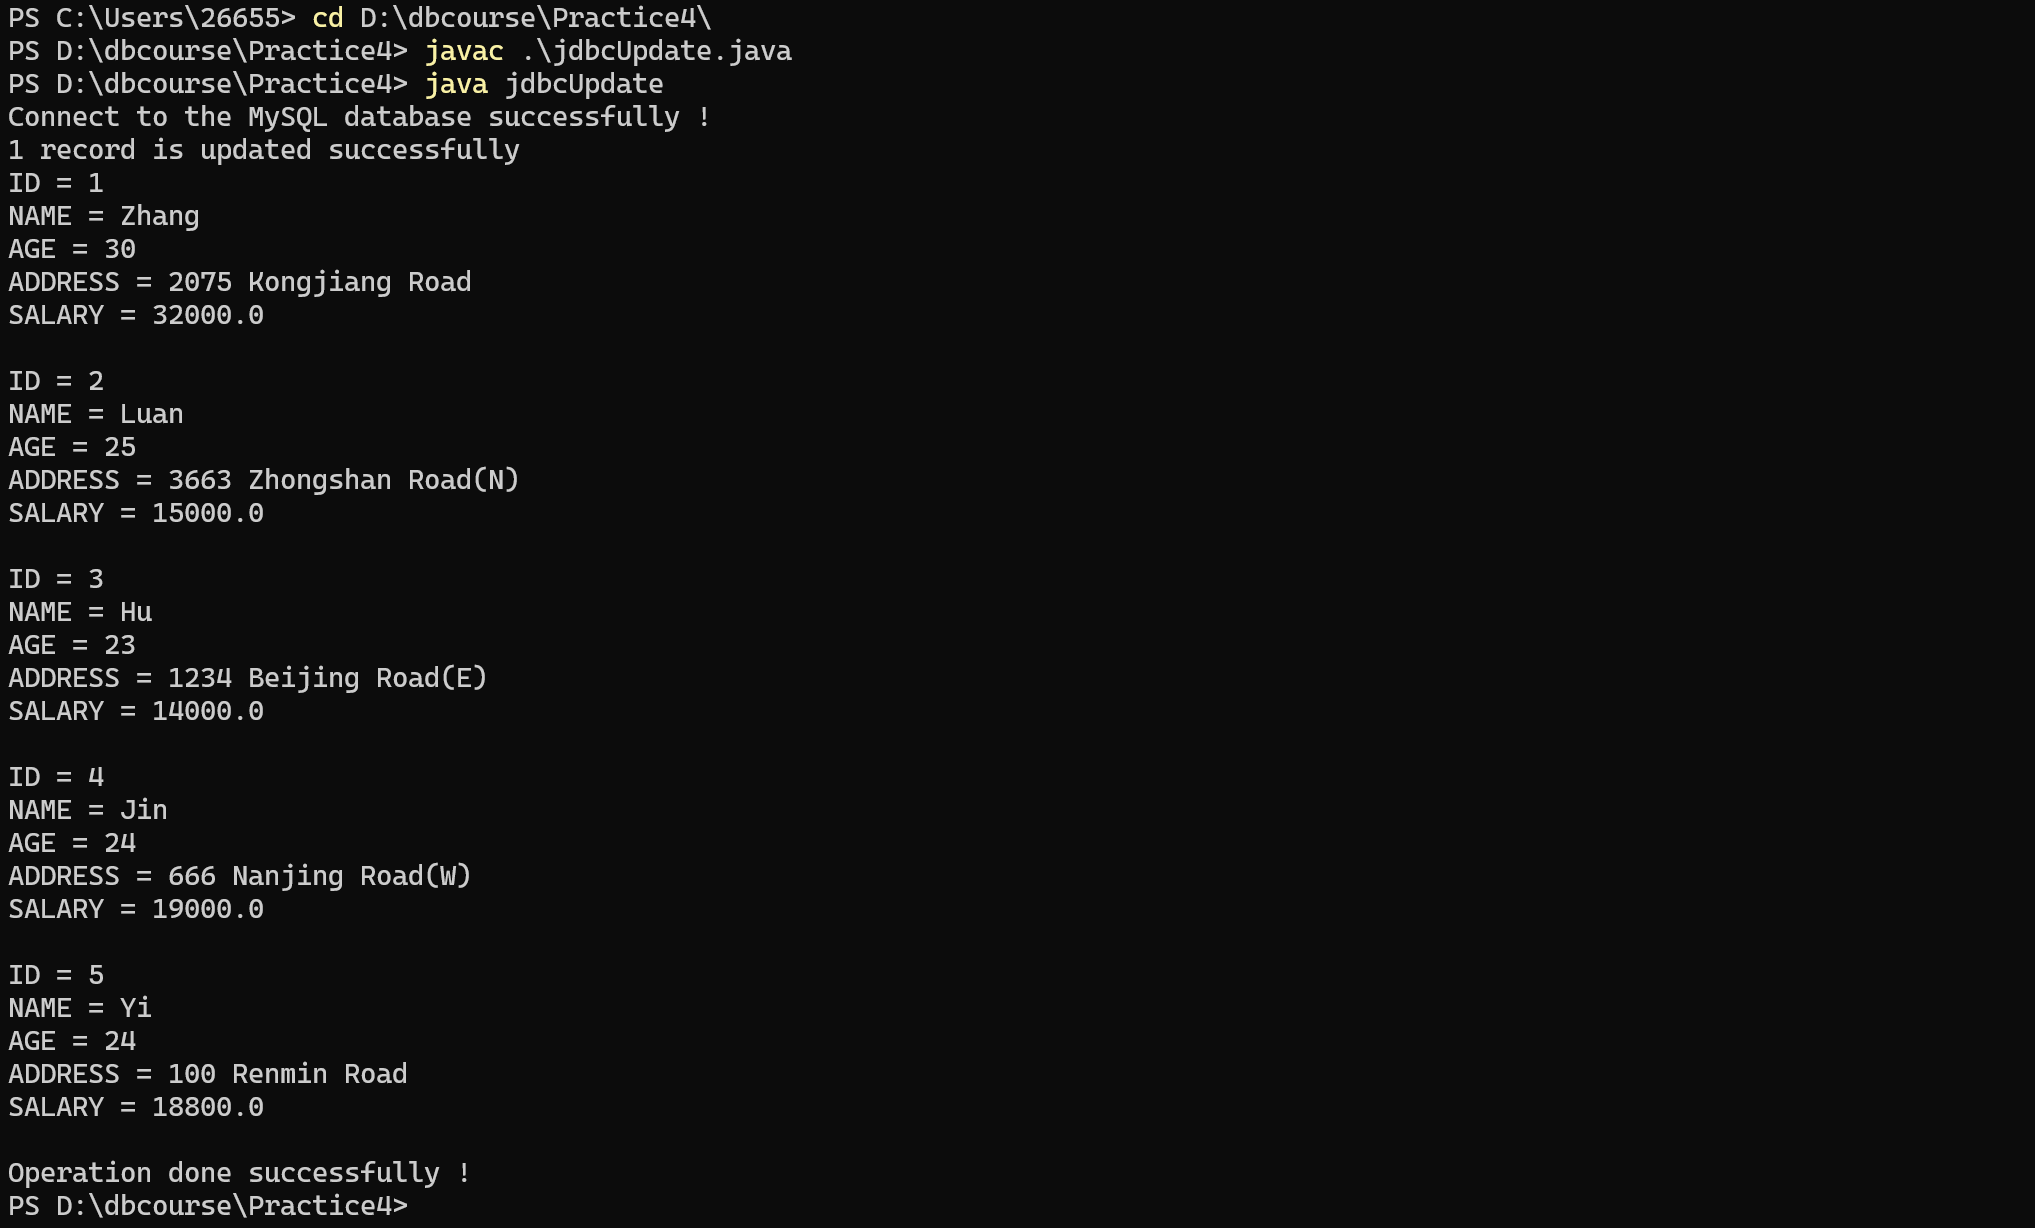 PS C:\Users\26655> cd D:\dbcourse\Practice4\
PS D:\dbcourse\Practice4> javac .\jdbcUpdate.java
PS D:\dbcourse\Practice4> java jdbcUpdate
Connect to the MySQL database successfully !
1 record is updated successfully
ID = 1
NAME = Zhang
AGE = 30
ADDRESS = 2075 Kongjiang Road
SALARY = 32000.0

ID = 2
NAME = Luan
AGE = 25
ADDRESS = 3663 Zhongshan Road(N)
SALARY = 15000.0

ID = 3
NAME = Hu
AGE = 23
ADDRESS = 1234 Beijing Road(E)
SALARY = 14000.0

ID = 4
NAME = Jin
AGE = 24
ADDRESS = 666 Nanjing Road(W)
SALARY = 19000.0

ID = 5
NAME = Yi
AGE = 24
ADDRESS = 100 Renmin Road
SALARY = 18800.0

Operation done successfully !
PS D:\dbcourse\Practice4>